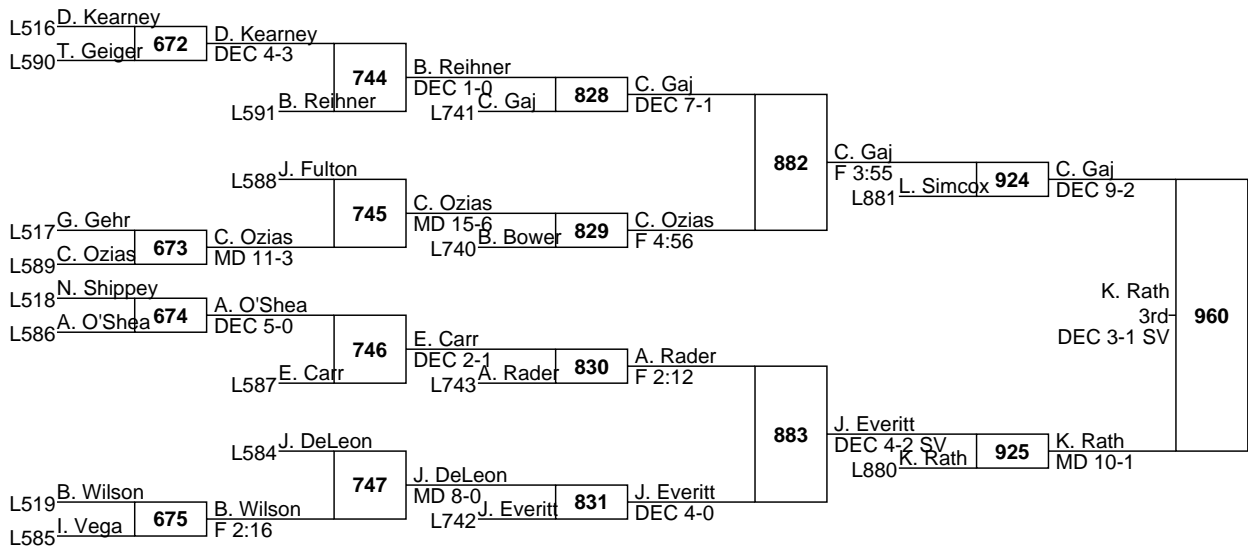 L516 D. Kearney
672
L590 T. Geiger
D. Kearney
DEC 4-3
744
L591 B. Reihner
B. Reihner
DEC 1-0
L741 C. Gaj
828
C. Gaj
DEC 7-1
882
L588 J. Fulton
745
L517 G. Gehr
673
L589 C. Ozias
C. Ozias
MD 11-3
C. Ozias
MD 15-6
L740 B. Bower
829
C. Ozias
F 4:56
C. Gaj
F 3:55
L881 L. Simcox
924
C. Gaj
DEC 9-2
L518 N. Shippey
674
L586 A. O'Shea
A. O'Shea
DEC 5-0
746
L587 E. Carr
E. Carr
DEC 2-1
L743 A. Rader
830
A. Rader
F 2:12
883
L584 J. DeLeon
747
L519 B. Wilson
675
L585 I. Vega
B. Wilson
F 2:16
J. DeLeon
MD 8-0
L742 J. Everitt
831
J. Everitt
DEC 4-0
J. Everitt
DEC 4-2 SV
L880 K. Rath
925
K. Rath
MD 10-1
960
K. Rath
3rd
DEC 3-1 SV